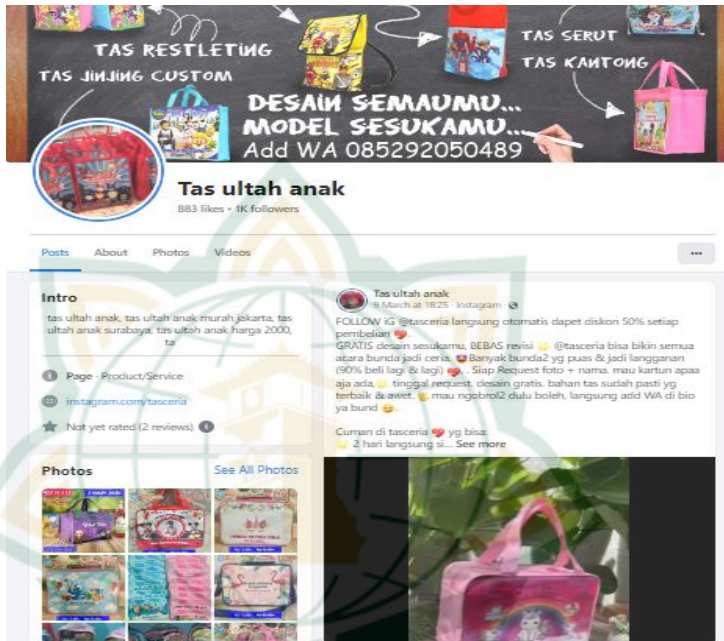 TAS RESTLETING
TAS JINJING CUSTOM
TAS SERUT
TAS KANTONG
DESAIN SEMAUMU...
MODEL SESUKAMU...
Add WA 085292050489
Tas ultah anak
883 likes • 1K followers
Posts
About
Photos
Videos
Intro
tas ultah anak, tas ultah anak murah jakarta, tas
ultah anak surabaya, tas ultah anak harga 2000,
ta
Page · Product/Service
instagram.com/tasceria
Not yet rated (2 reviews)
Photos
See All Photos
Tas ultah anak
9 March at 18:25 · Instagram ·
FOLLOW iG @tasceria langsung otomatis dapet diskon 50% setiap
pembelian
GRATIS desain sesukamu, BEBAS revisi @tasceria bisa bikin semua
acara bunda jadi ceria, Banyak bunda2 yg puas & jadi langganan
(90% beli lagi & lagi) . Siap Request foto + nama. mau kartun apaa
aja ada, tinggal request. desain gratis. bahan tas sudah pasti yg
terbaik & awet. mau ngobrol2 dulu boleh, langsung add WA di bio
ya bund .
Cuman di tasceria yg bisa:
2 hari langsung si... See more